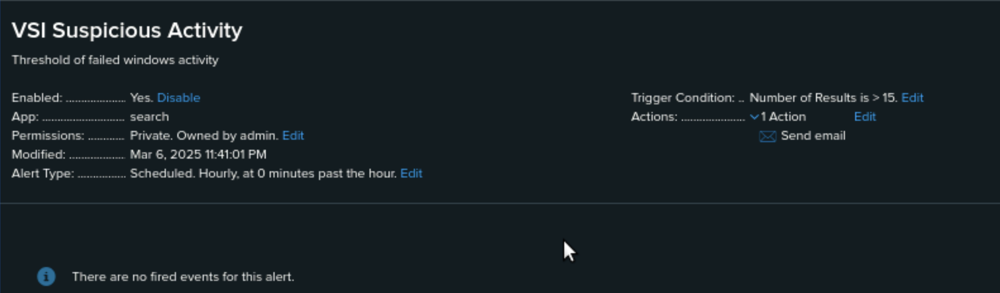 VSI Suspicious Activity
Threshold of failed windows activity
Enabled: ..................... Yes. Disable
App: ............................. search
Permissions: ............. Private. Owned by admin. Edit
Modified: .................... Mar 6, 2025 11:41:01 PM
Alert Type: ................. Scheduled. Hourly, at 0 minutes past the hour. Edit
Trigger Condition: .. Number of Results is > 15. Edit
Actions: ....................... 1 Action Edit
Send email
There are no fired events for this alert.